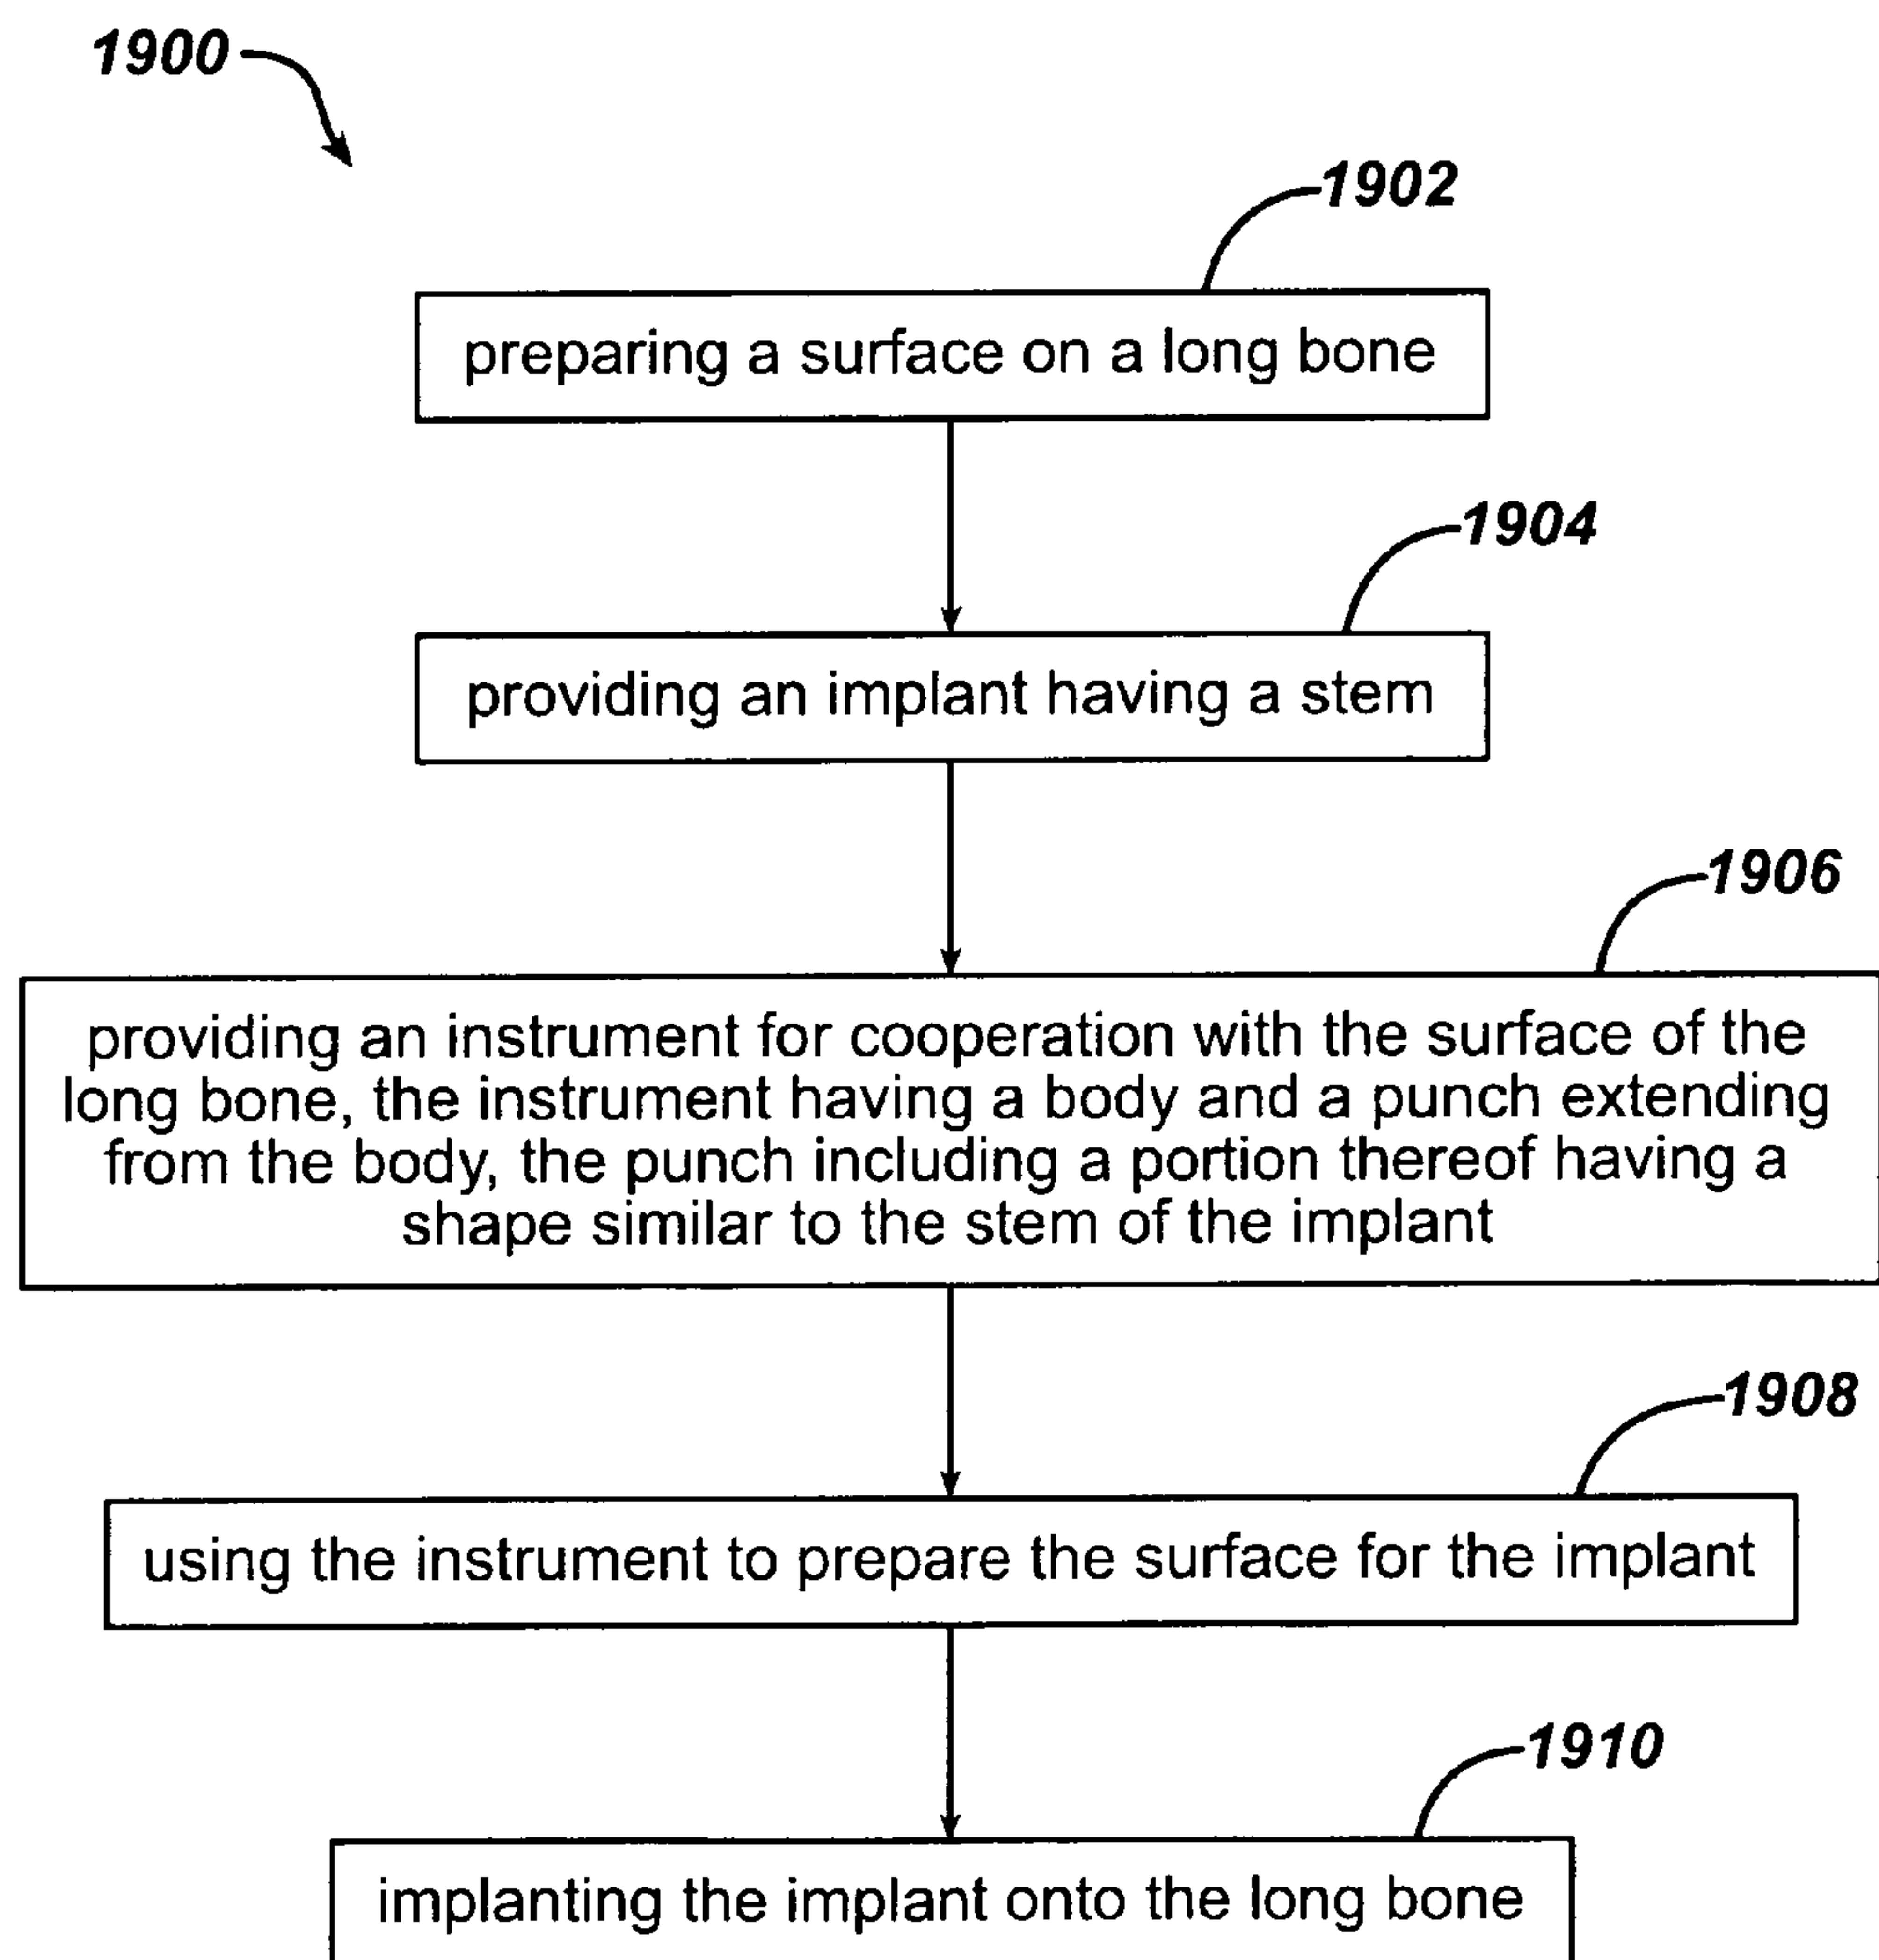 1900
1902
preparing a surface on a long bone
1904
providing an implant having a stem
1906
providing an instrument for cooperation with the surface of the
long bone, the instrument having a body and a punch extending
from the body, the punch including a portion thereof having a
shape similar to the stem of the implant
1908
using the instrument to prepare the surface for the implant
1910
implanting the implant onto the long bone